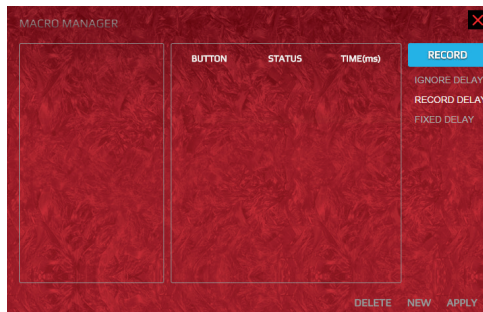 MACRO MANAGER
BUTTON STATUS TIME(ms)
RECORD
IGNORE DELAY
RECORD DELAY
FIXED DELAY
DELETE NEW APPLY